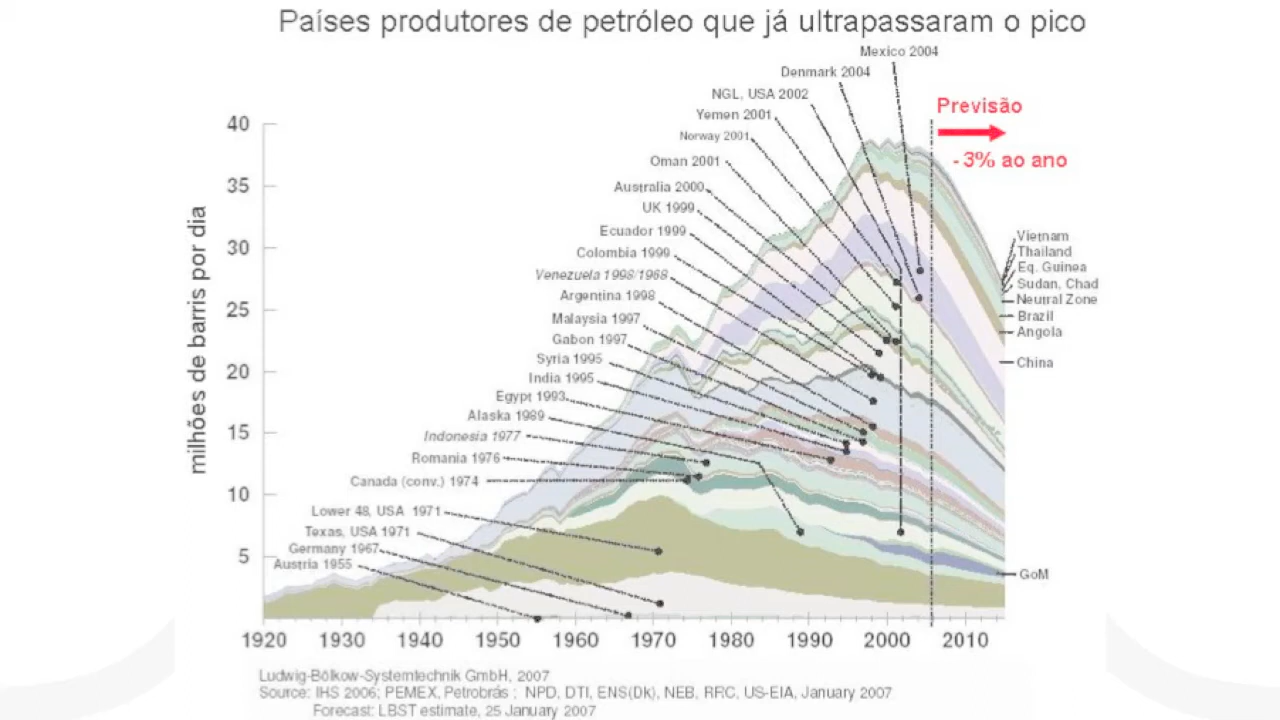 Países produtores de petróleo que já ultrapassaram o pico
Mexico 2004
Denmark 2004
NGL, USA 2002
Yemen 2001
Norway 2001
Oman 2001
Australia 2000
UK 1999
Ecuador 1999
Colombia 1999
Venezuela 1998/1968
Argentina 1998
Malaysia 1997
Gabon 1997
Syria 1995
India 1995
Egypt 1993
Alaska 1989
Indonesia 1977
Romania 1976
Canada (conv.) 1974
Lower 48, USA 1971
Texas, USA 1971
Germany 1967
Austria 1955
Previsão
- 3% ao ano
Vietnam
Thailand
Eq. Guinea
Sudan, Chad
Neutral Zone
Brazil
Angola
China
GoM
milhões de barris por dia
40
35
30
25
20
15
10
5
1920 1930 1940 1950 1960 1970 1980 1990 2000 2010
Ludwig-Bölkow-Systemtechnik GmbH, 2007
Source: IHS 2006; PEMEX, Petrobrás ; NPD, DTI, ENS(Dk), NEB, RRC, US-EIA, January 2007
Forecast: LBST estimate, 25 January 2007